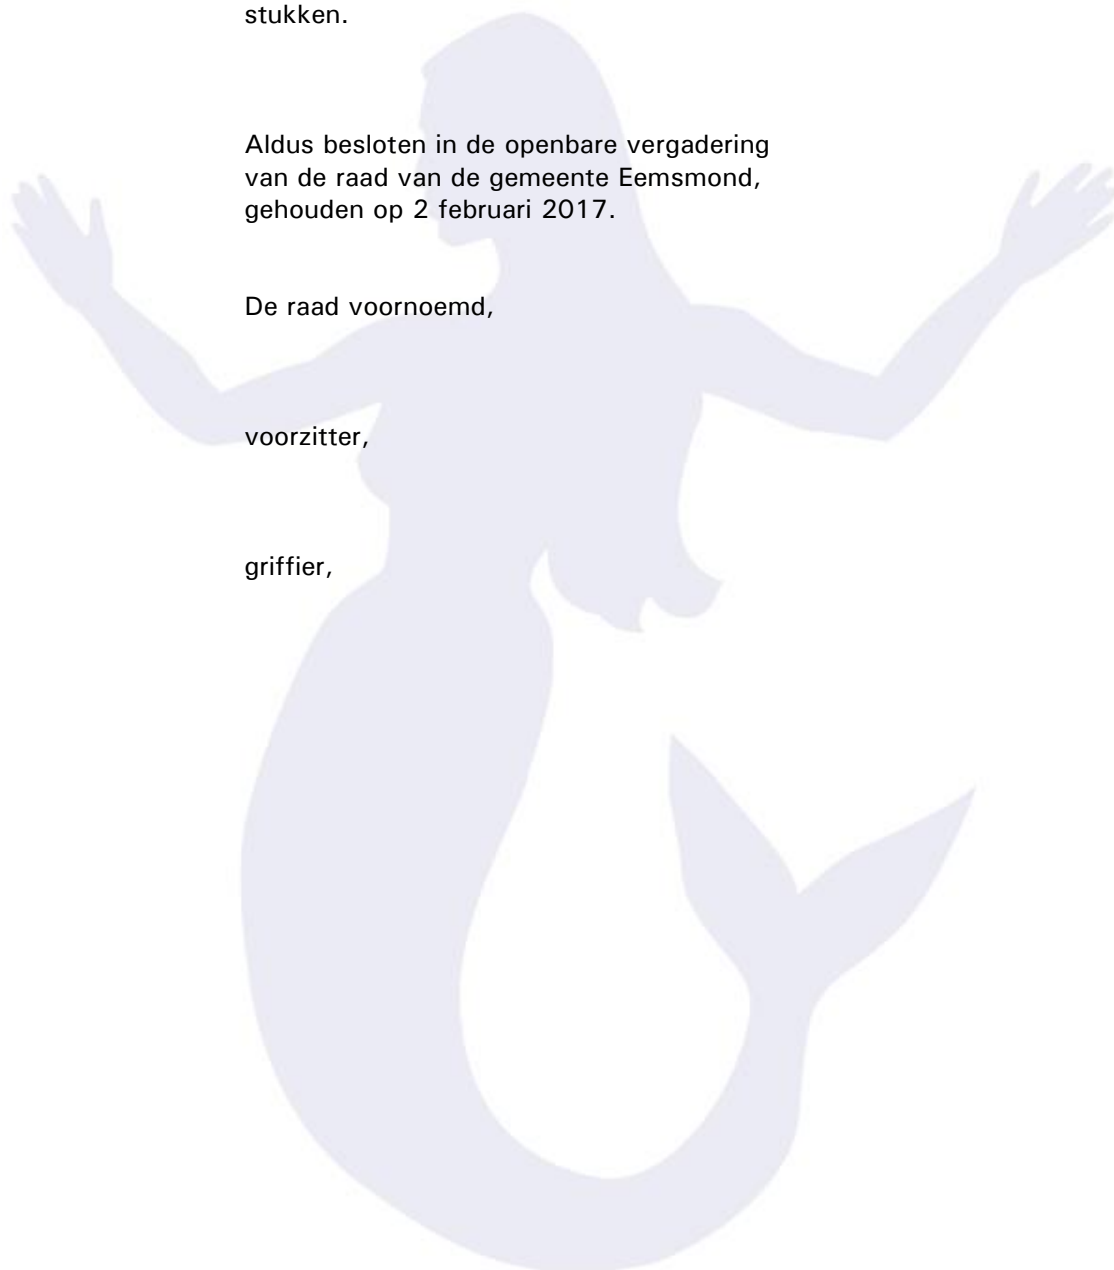 stukken.
Aldus besloten in de openbare vergadering
van de raad van de gemeente Eemsmond,
gehouden op 2 februari 2017.
De raad voornoemd,
voorzitter,
griffier,